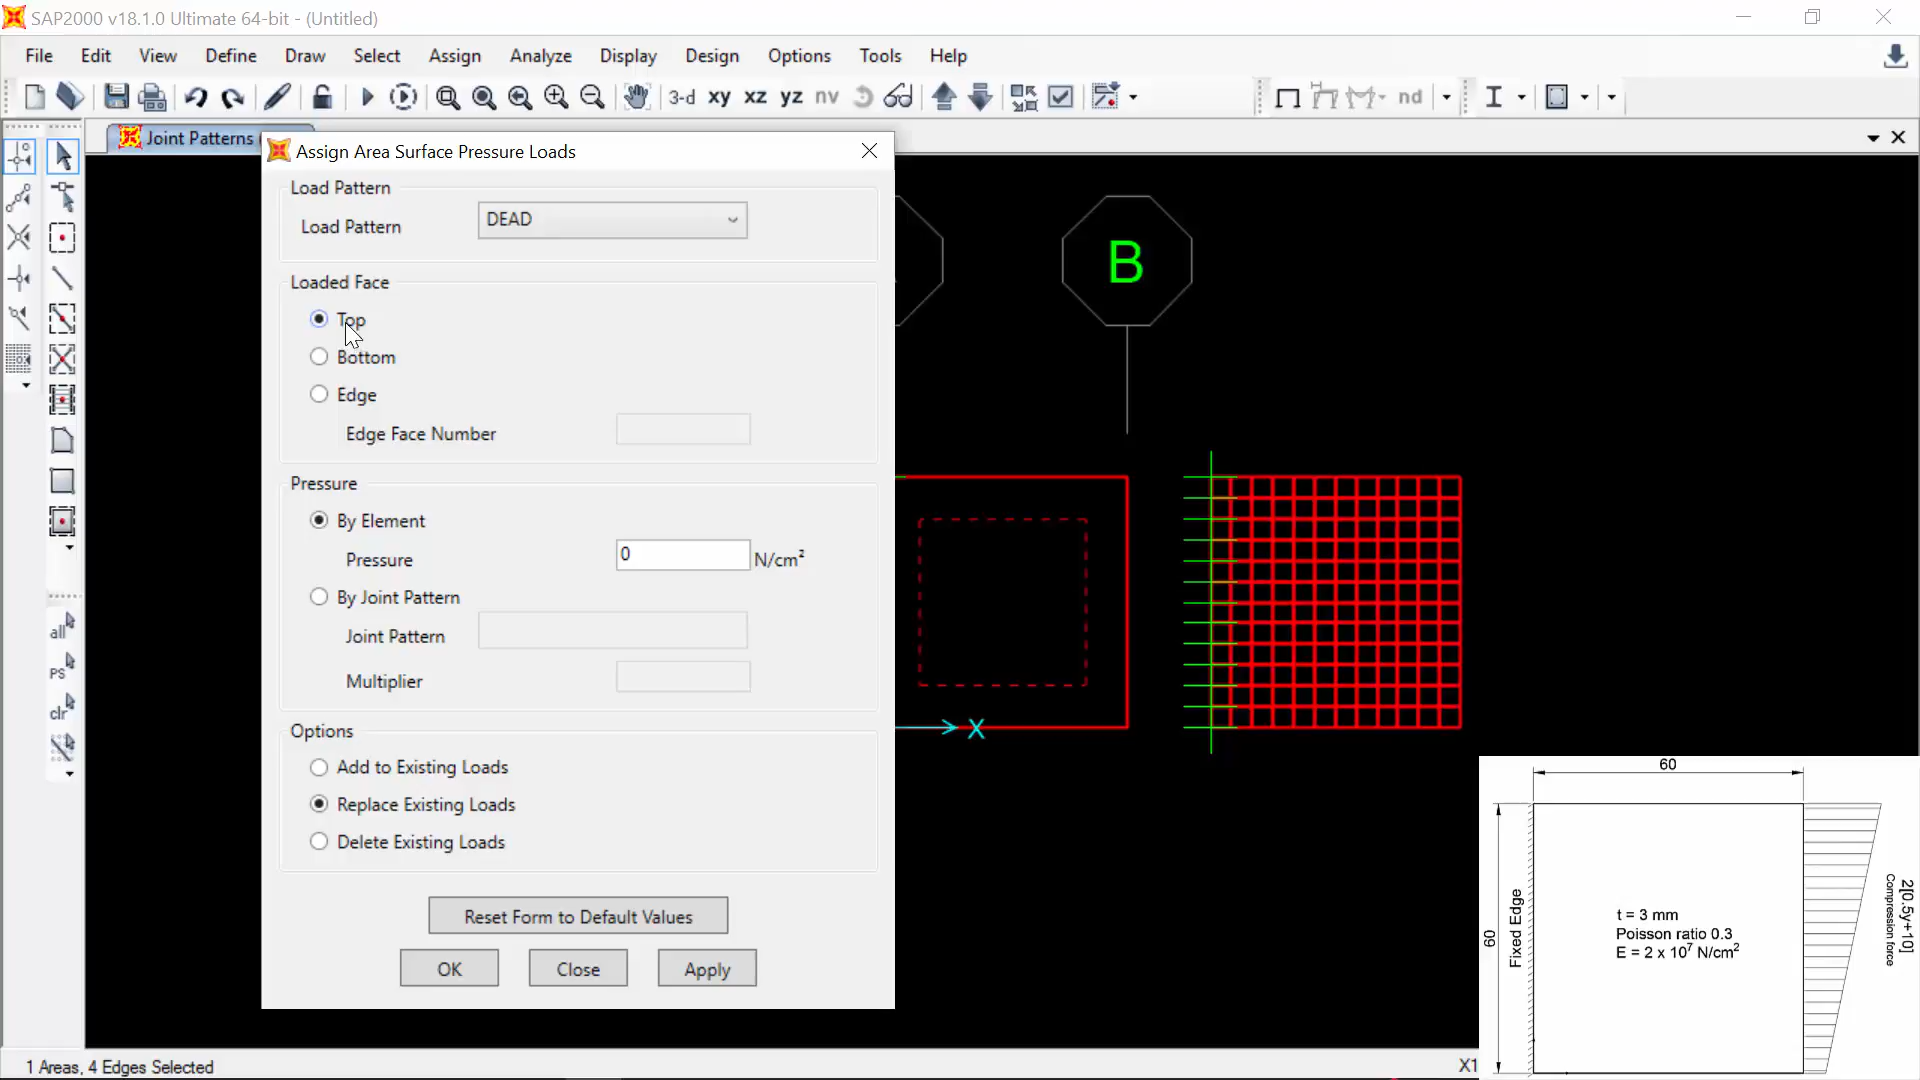 SAP2000 v18.1.0 Ultimate 64-bit - (Untitled)
File Edit View Define Draw Select Assign Analyze Display Design Options Tools Help
3-d xy xz yz nv nd
Joint Patterns (
Assign Area Surface Pressure Loads
Load Pattern
Load Pattern DEAD
Loaded Face
Top
Bottom
Edge
Edge Face Number
Pressure
By Element
Pressure 0 N/cm²
By Joint Pattern
Joint Pattern
Multiplier
Options
Add to Existing Loads
Replace Existing Loads
Delete Existing Loads
Reset Form to Default Values
OK Close Apply
all
PS
clr
B
X
60
60
Fixed Edge
t = 3 mm
Poisson ratio 0.3
E = 2 x 10⁷ N/cm²
2[0.5y+10]
Compression force
1 Areas, 4 Edges Selected
X1